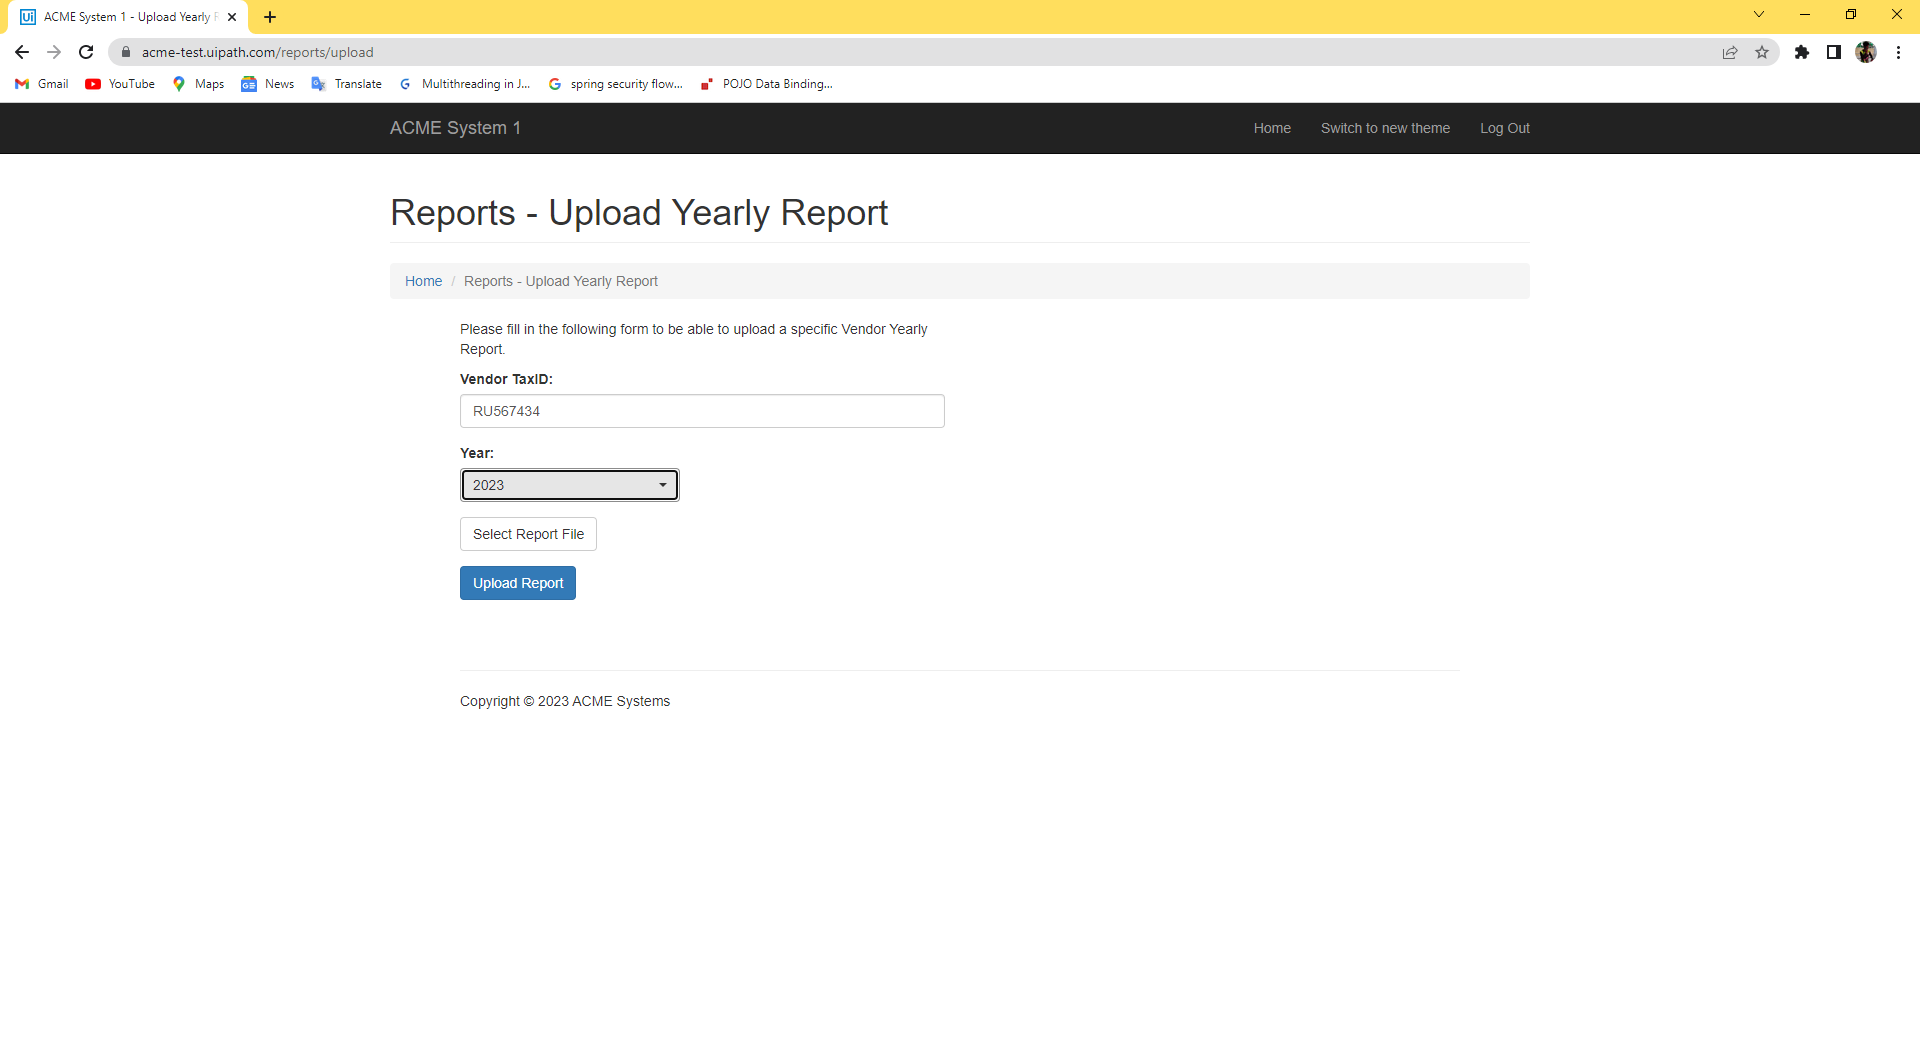 ACME System 1 - Upload Yearly
acme-test.uipath.com/reports/upload
Gmail YouTube Maps News Translate Multithreading in J... spring security flow... POJO Data Binding...
ACME System 1 Home Switch to new theme Log Out
Reports - Upload Yearly Report
Home / Reports - Upload Yearly Report
Please fill in the following form to be able to upload a specific Vendor Yearly
Report.
Vendor TaxID:
RU567434
Year:
2023
Select Report File
Upload Report
Copyright © 2023 ACME Systems